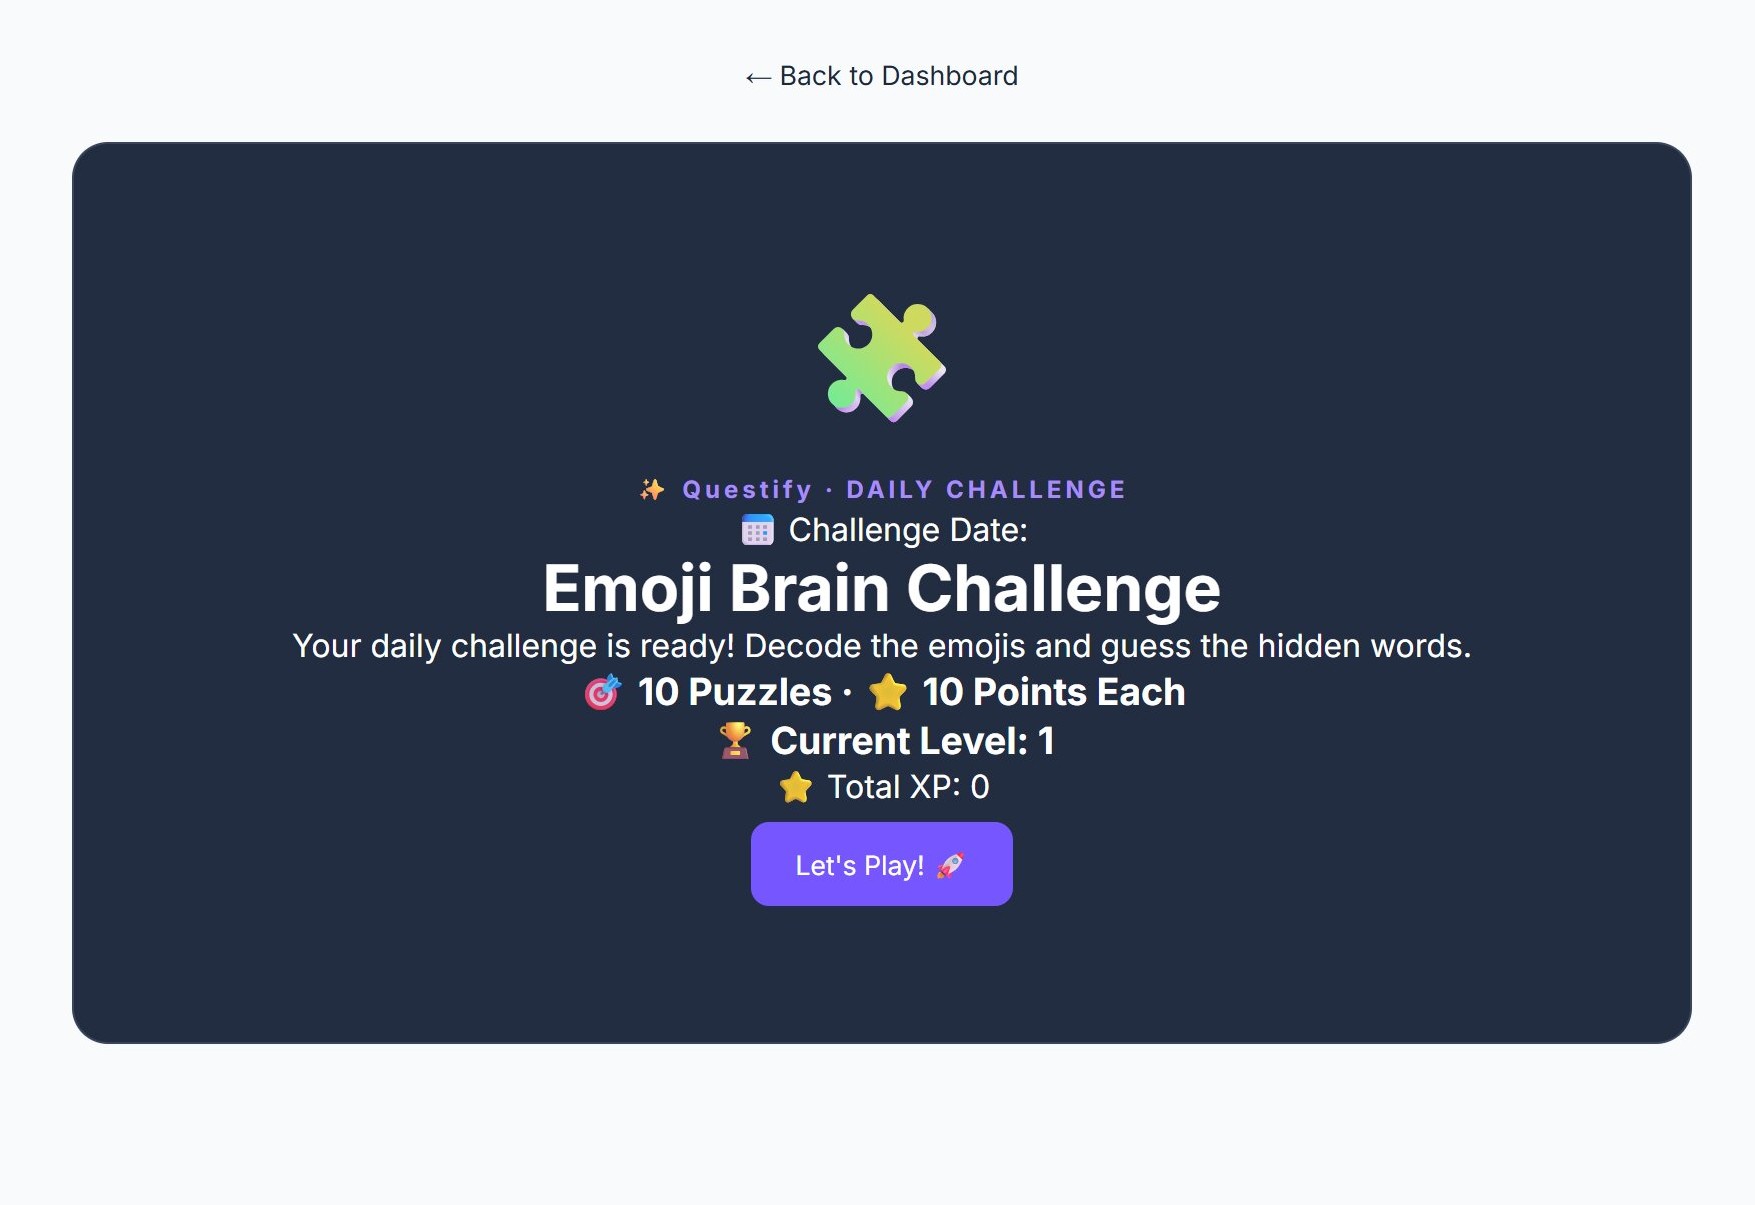 ← Back to Dashboard
✨ Questify · DAILY CHALLENGE
📅 Challenge Date:
Emoji Brain Challenge
Your daily challenge is ready! Decode the emojis and guess the hidden words.
🎯 10 Puzzles · ⭐ 10 Points Each
🏆 Current Level: 1
⭐ Total XP: 0
Let's Play! 🚀